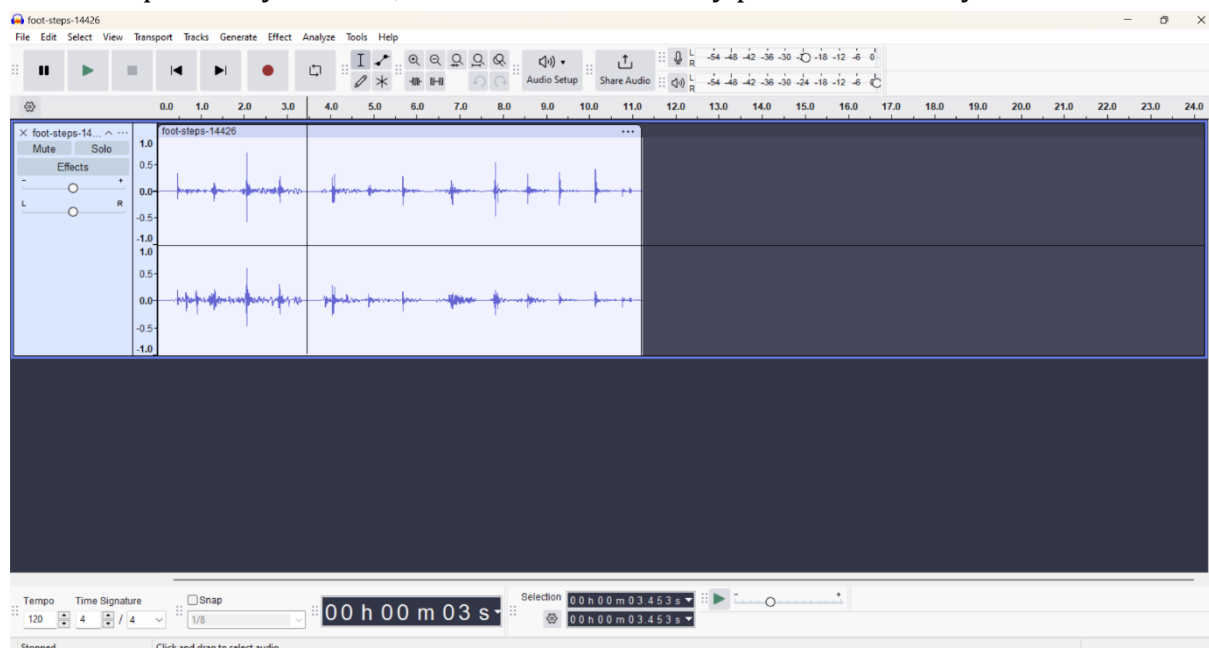 foot-steps-14426
File Edit Select View Transport Tracks Generate Effect Analyze Tools Help
Audio Setup
Share Audio
L
R
-54 -48 -42 -36 -30 -18 -12 -6 0
L
R
-54 -48 -42 -36 -30 -24 -18 -12 -6
0.0 1.0 2.0 3.0 4.0 5.0 6.0 7.0 8.0 9.0 10.0 11.0 12.0 13.0 14.0 15.0 16.0 17.0 18.0 19.0 20.0 21.0 22.0 23.0 24.0
foot-steps-14...
foot-steps-14426
Mute Solo
Effects
- +
L R
1.0
0.5
0.0
-0.5
-1.0
1.0
0.5
0.0
-0.5
-1.0
Tempo
120
Time Signature
4 / 4
Snap
1/8
00 h 00 m 03 s
Selection
00 h 00 m 03.453 s
00 h 00 m 03.453 s
- +
Stopped
Click and drag to select audio